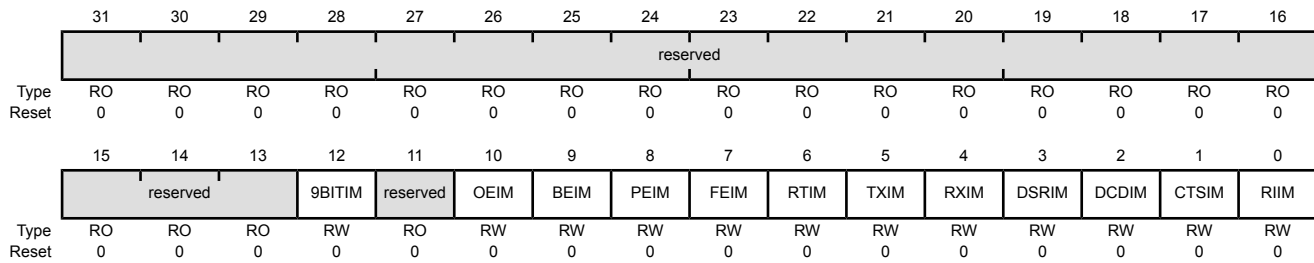 31 30 29 28 27 26 25 24 23 22 21 20 19 18 17 16
reserved
Type RO RO RO RO RO RO RO RO RO RO RO RO RO RO RO RO
Reset 0 0 0 0 0 0 0 0 0 0 0 0 0 0 0 0
15 14 13 12 11 10 9 8 7 6 5 4 3 2 1 0
reserved 9BITIM reserved OEIM BEIM PEIM FEIM RTIM TXIM RXIM DSRIM DCDIM CTSIM RIIM
Type RO RO RO RW RO RW RW RW RW RW RW RW RW RW RW RW
Reset 0 0 0 0 0 0 0 0 0 0 0 0 0 0 0 0